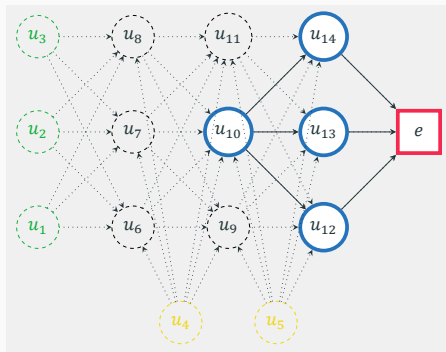 u₃ u₈ u₁₁ u₁₄
u₂ u₇ u₁₀ u₁₃ e
u₁ u₆ u₉ u₁₂
u₄ u₅